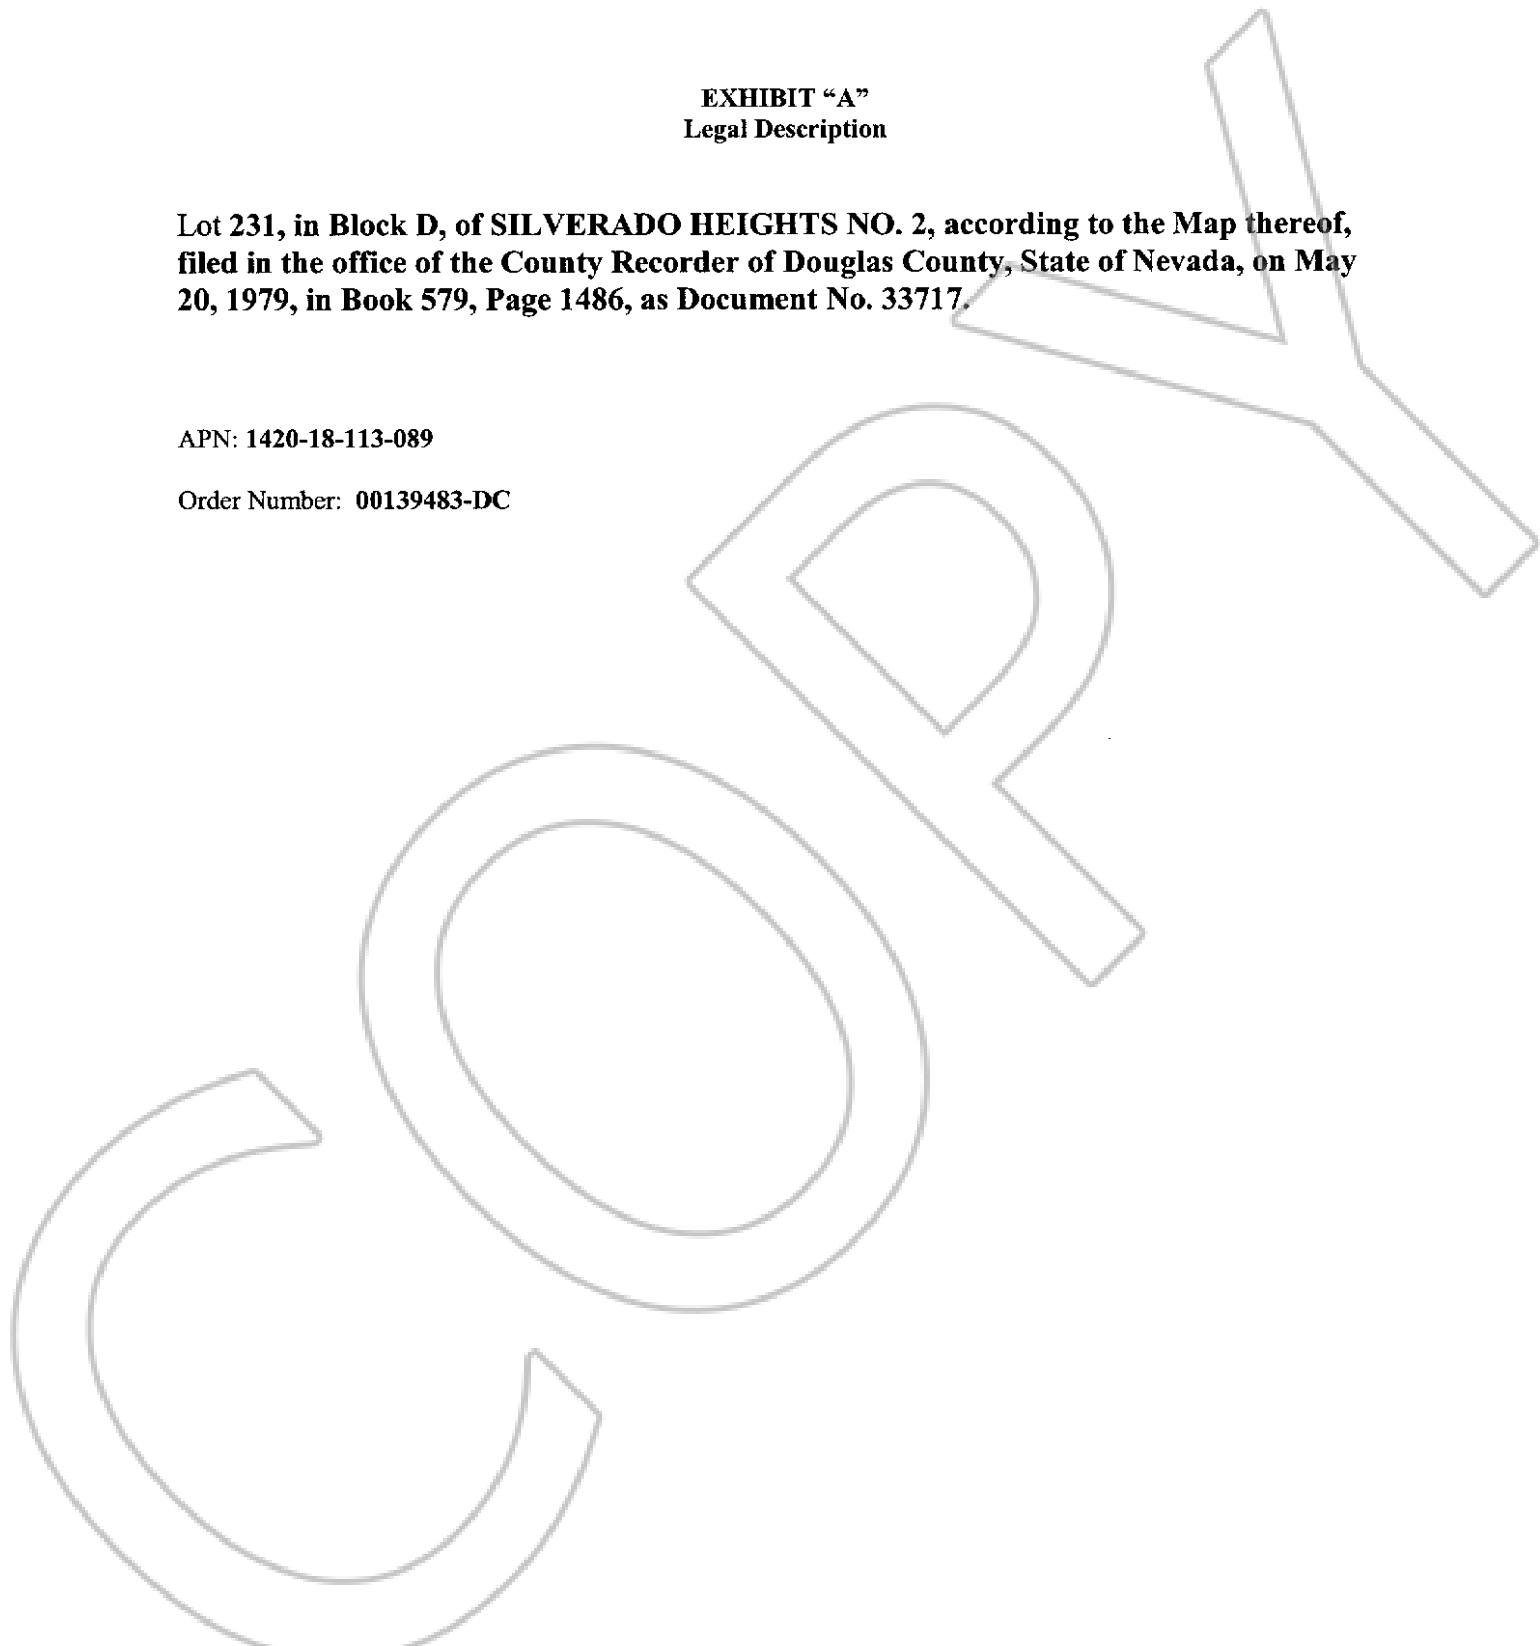 EXHIBIT “A”
Legal Description
Lot 231, in Block D, of SILVERADO HEIGHTS NO. 2, according to the Map thereof,
filed in the office of the County Recorder of Douglas County, State of Nevada, on May
20, 1979, in Book 579, Page 1486, as Document No. 33717.
APN: 1420-18-113-089
Order Number: 00139483-DC
COPY